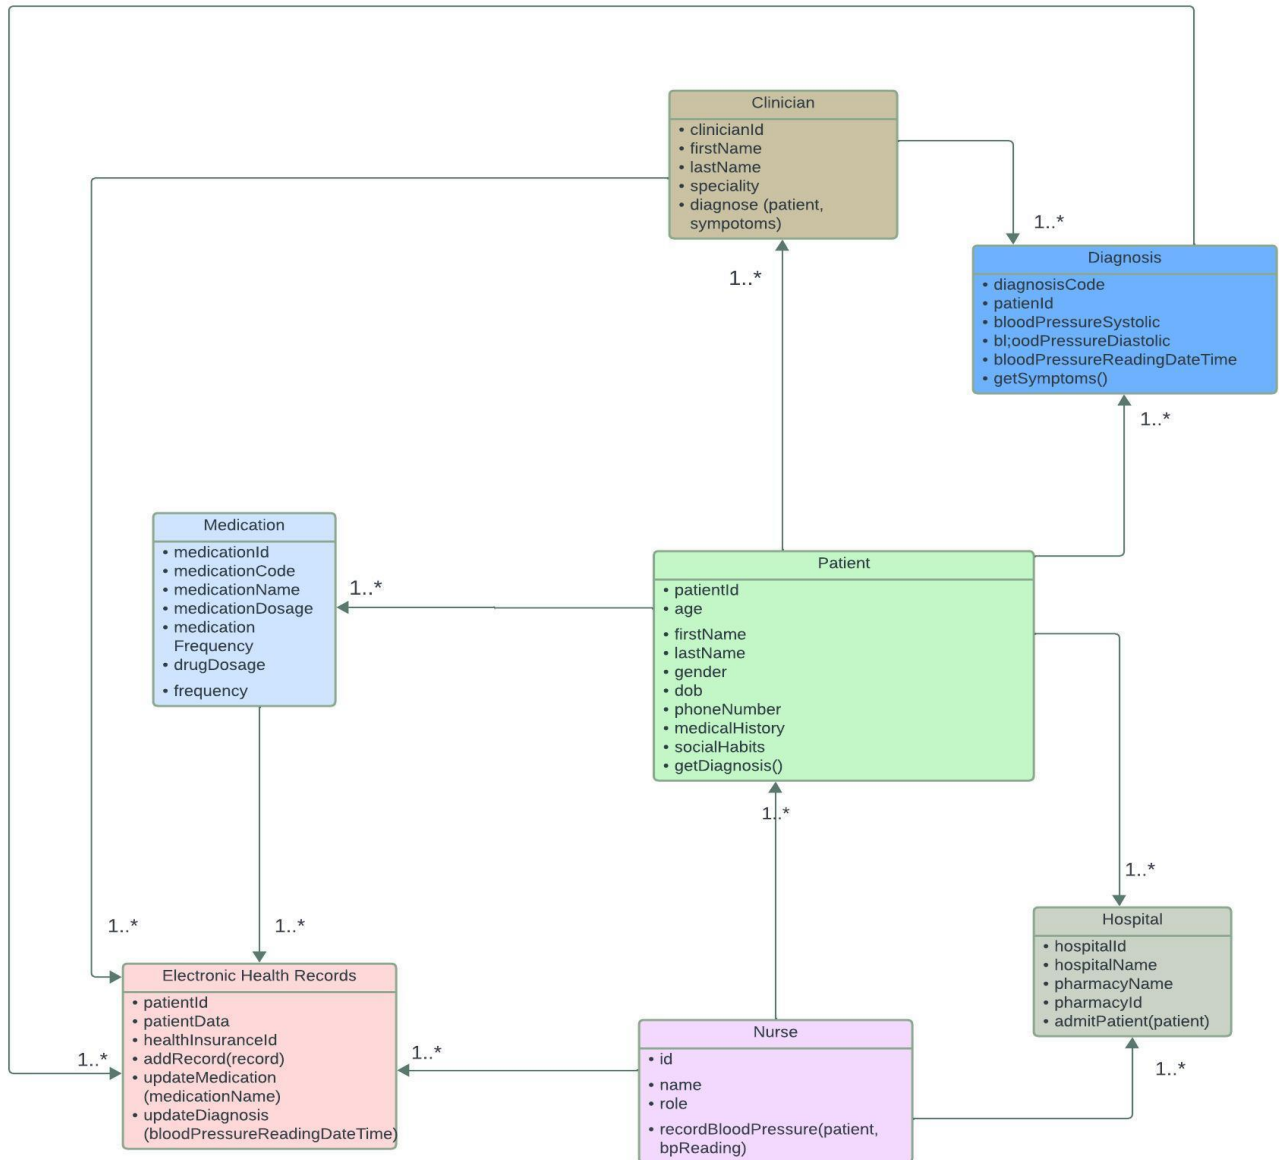 Clinician
• clinicianId
• firstName
• lastName
• speciality
• diagnose (patient,
sympotoms)
1..*
1..*
Diagnosis
• diagnosisCode
• patienId
• bloodPressureSystolic
• bl;oodPressureDiastolic
• bloodPressureReadingDateTime
• getSymptoms()
1..*
Medication
• medicationId
• medicationCode
• medicationName
• medicationDosage
• medication
Frequency
• drugDosage
• frequency
1..*
Patient
• patientId
• age
• firstName
• lastName
• gender
• dob
• phoneNumber
• medicalHistory
• socialHabits
• getDiagnosis()
1..*
1..*
Hospital
• hospitalId
• hospitalName
• pharmacyName
• pharmacyId
• admitPatient(patient)
1..*
1..*
1..*
Electronic Health Records
• patientId
• patientData
• healthInsuranceId
• addRecord(record)
• updateMedication
(medicationName)
• updateDiagnosis
(bloodPressureReadingDateTime)
1..*
1..*
Nurse
• id
• name
• role
• recordBloodPressure(patient,
bpReading)